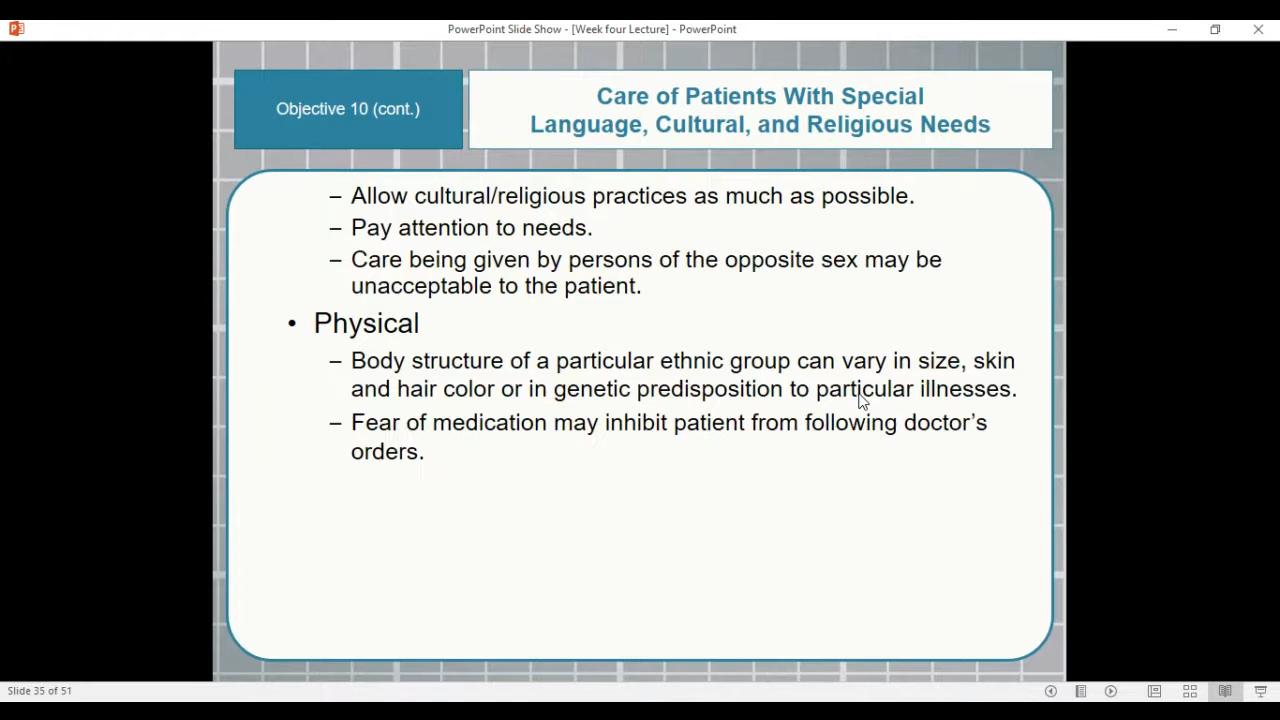 PowerPoint Slide Show - [Week four Lecture] - PowerPoint
Objective 10 (cont.)
Care of Patients With Special
Language, Cultural, and Religious Needs
– Allow cultural/religious practices as much as possible.
– Pay attention to needs.
– Care being given by persons of the opposite sex may be
unacceptable to the patient.
• Physical
– Body structure of a particular ethnic group can vary in size, skin
and hair color or in genetic predisposition to particular illnesses.
– Fear of medication may inhibit patient from following doctor's
orders.
Slide 35 of 51